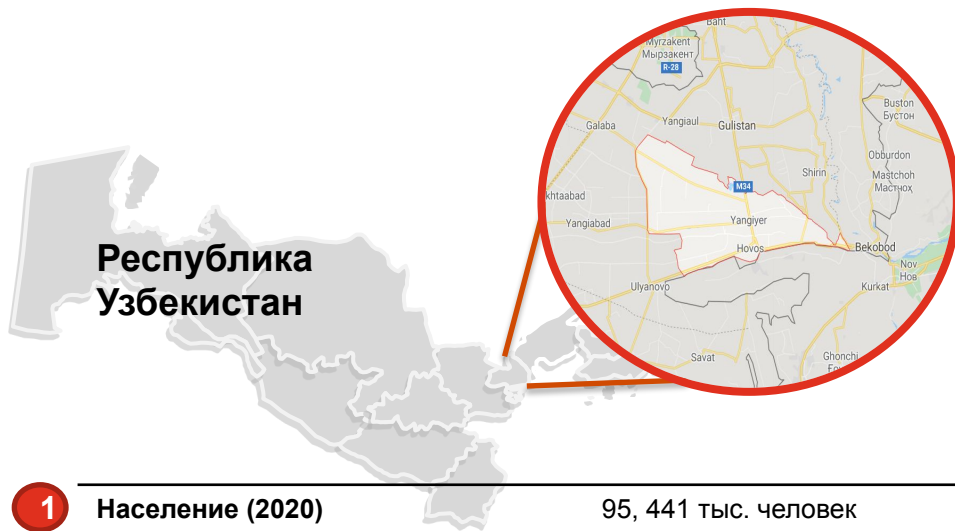 Baht
Myrzakent
Мырзакент
R-28
Buston
Бустон
Galaba
Yangiaul
Gulistan
Obburdon
Mastchoh
Мастчоҳ
Shirin
M34
khtaabad
Yangiabad
Yangiyer
Hovos
Bekobod
Nov
Нов
Kurkat
Ulyanovo
Savat
Ghonchi
Республика
Узбекистан
1 Население (2020) 95, 441 тыс. человек